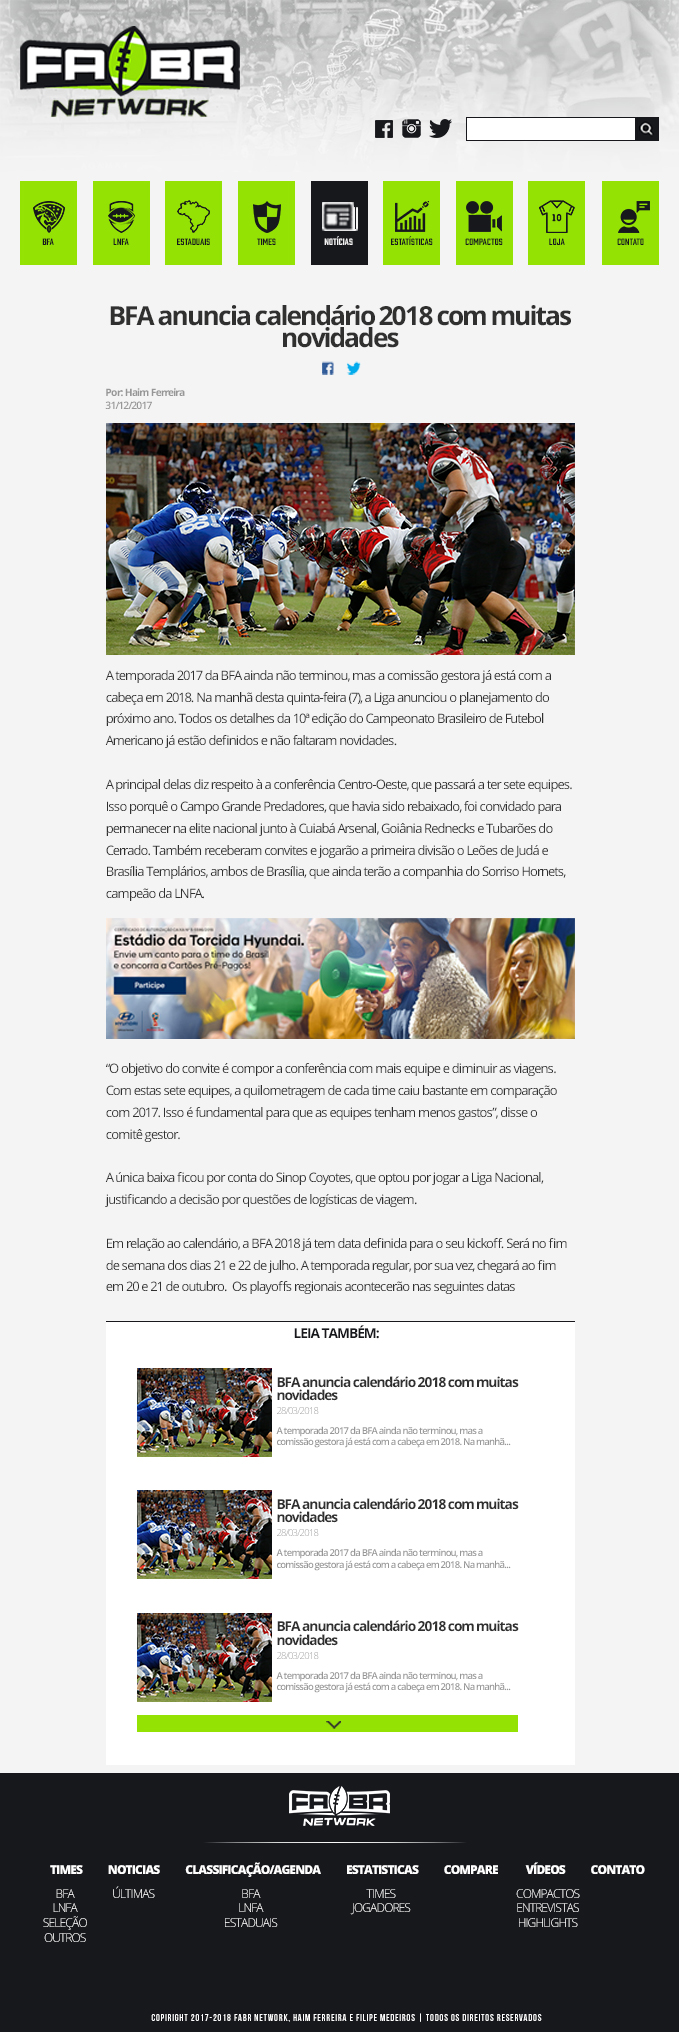 FABR
NETWORK
BFA
LNFA
ESTADUAIS
TIMES
NOTÍCIAS
ESTATÍSTICAS
COMPACTOS
10
LOJA
CONTATO
BFA anuncia calendário 2018 com muitas
novidades
Por: Haim Ferreira
31/12/2017
A temporada 2017 da BFA ainda não terminou, mas a comissão gestora já está com a
cabeça em 2018. Na manhã desta quinta-feira (7), a Liga anunciou o planejamento do
próximo ano. Todos os detalhes da 10ª edição do Campeonato Brasileiro de Futebol
Americano já estão definidos e não faltaram novidades.
A principal delas diz respeito à a conferência Centro-Oeste, que passará a ter sete equipes.
Isso porquê o Campo Grande Predadores, que havia sido rebaixado, foi convidado para
permanecer na elite nacional junto à Cuiabá Arsenal, Goiânia Rednecks e Tubarões do
Cerrado. Também receberam convites e jogarão a primeira divisão o Leões de Judá e
Brasília Templários, ambos de Brasília, que ainda terão a companhia do Sorriso Hornets,
campeão da LNFA.
Estádio da Torcida Hyundai.
Envie um canto para o time do Brasil
e concorra a Cartões Pré-Pagos!
Participe
“O objetivo do convite é compor a conferência com mais equipe e diminuir as viagens.
Com estas sete equipes, a quilometragem de cada time caiu bastante em comparação
com 2017. Isso é fundamental para que as equipes tenham menos gastos”, disse o
comitê gestor.
A única baixa ficou por conta do Sinop Coyotes, que optou por jogar a Liga Nacional,
justificando a decisão por questões de logísticas de viagem.
Em relação ao calendário, a BFA 2018 já tem data definida para o seu kickoff. Será no fim
de semana dos dias 21 e 22 de julho. A temporada regular, por sua vez, chegará ao fim
em 20 e 21 de outubro. Os playoffs regionais acontecerão nas seguintes datas
LEIA TAMBÉM:
BFA anuncia calendário 2018 com muitas
novidades
28/03/2018
A temporada 2017 da BFA ainda não terminou, mas a
comissão gestora já está com a cabeça em 2018. Na manhã...
BFA anuncia calendário 2018 com muitas
novidades
28/03/2018
A temporada 2017 da BFA ainda não terminou, mas a
comissão gestora já está com a cabeça em 2018. Na manhã...
BFA anuncia calendário 2018 com muitas
novidades
28/03/2018
A temporada 2017 da BFA ainda não terminou, mas a
comissão gestora já está com a cabeça em 2018. Na manhã...
FABR
NETWORK
TIMES NOTICIAS CLASSIFICAÇÃO/AGENDA ESTATISTICAS COMPARE VÍDEOS CONTATO
BFA ÚLTIMAS BFA TIMES COMPACTOS
LNFA LNFA JOGADORES ENTREVISTAS
SELEÇÃO ESTADUAIS HIGHLIGHTS
OUTROS
COPIRIGHT 2017-2018 FABR NETWORK, HAIM FERREIRA E FILIPE MEDEIROS | TODOS OS DIREITOS RESERVADOS